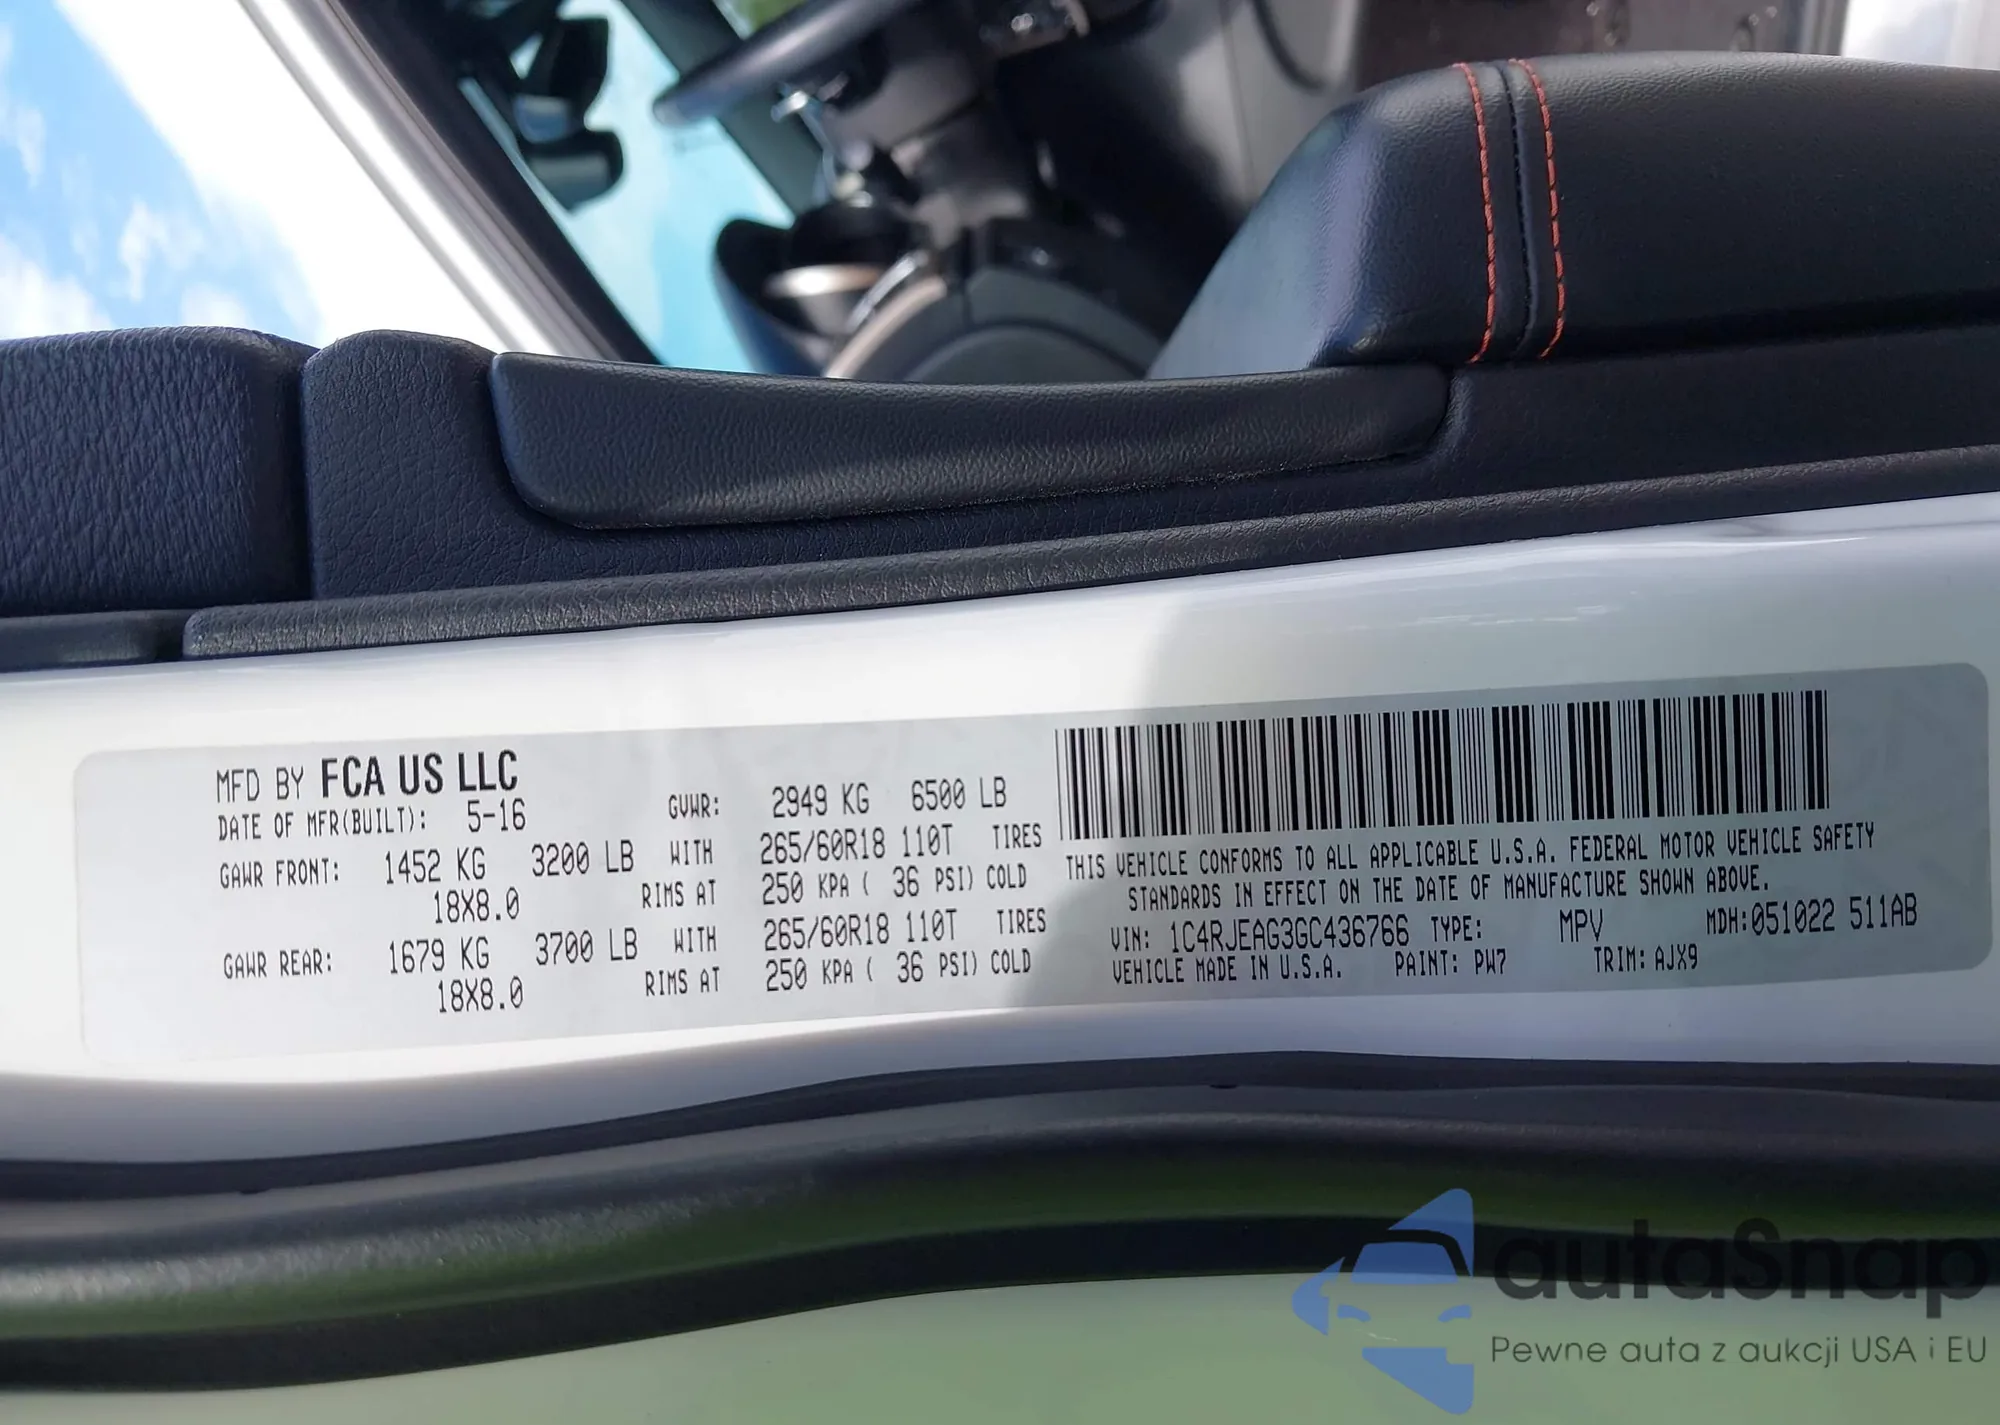 MFD BY FCA US LLC
DATE OF MFR(BUILT): 5-16 GVWR: 2949 KG 6500 LB
GAWR FRONT: 1452 KG 3200 LB WITH 265/60R18 110T TIRES
18X8.0 RIMS AT 250 KPA ( 36 PSI) COLD
GAWR REAR: 1679 KG 3700 LB WITH 265/60R18 110T TIRES
18X8.0 RIMS AT 250 KPA ( 36 PSI) COLD
THIS VEHICLE CONFORMS TO ALL APPLICABLE U.S.A. FEDERAL MOTOR VEHICLE SAFETY
STANDARDS IN EFFECT ON THE DATE OF MANUFACTURE SHOWN ABOVE.
VIN: 1C4RJEAG3GC436766 TYPE: MPV MDH:051022 511AB
VEHICLE MADE IN U.S.A. PAINT: PW7 TRIM: AJX9
autaSnap
Pewne auta z aukcji USA i EU